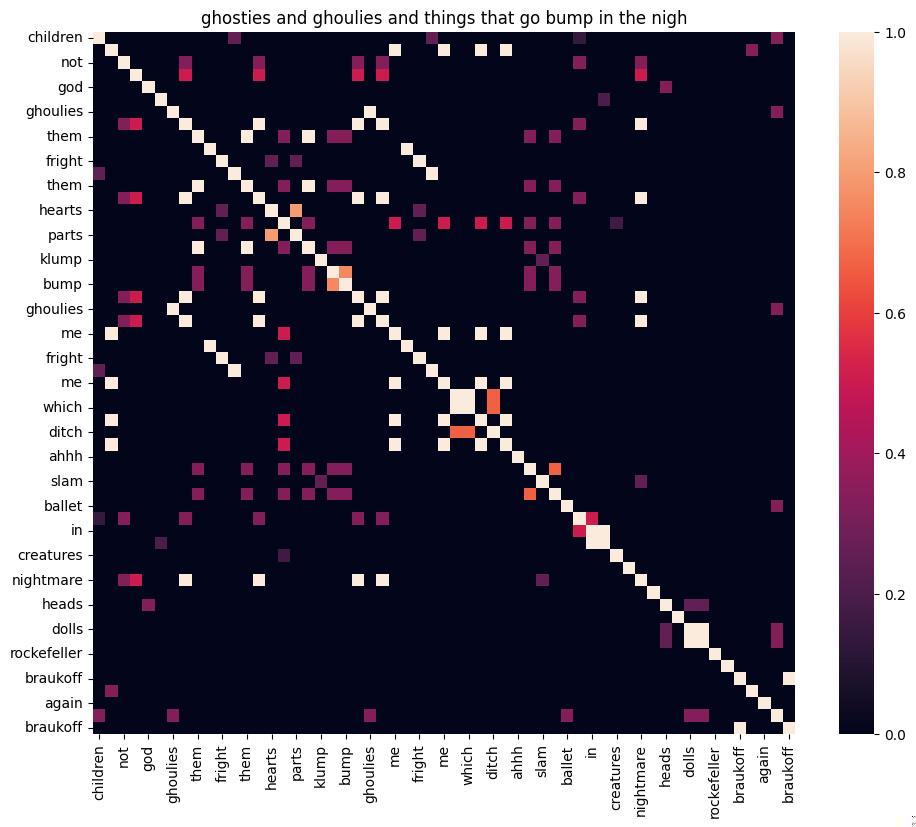 ghosties and ghoulies and things that go bump in the nigh
children
not
god
ghoulies
them
fright
them
hearts
parts
klump
bump
ghoulies
me
fright
me
which
ditch
ahhh
slam
ballet
in
creatures
nightmare
heads
dolls
rockefeller
braukoff
again
braukoff
children
not
god
ghoulies
them
fright
them
hearts
parts
klump
bump
ghoulies
me
fright
me
which
ditch
ahhh
slam
ballet
in
creatures
nightmare
heads
dolls
rockefeller
braukoff
again
braukoff
1.0
0.8
0.6
0.4
0.2
0.0